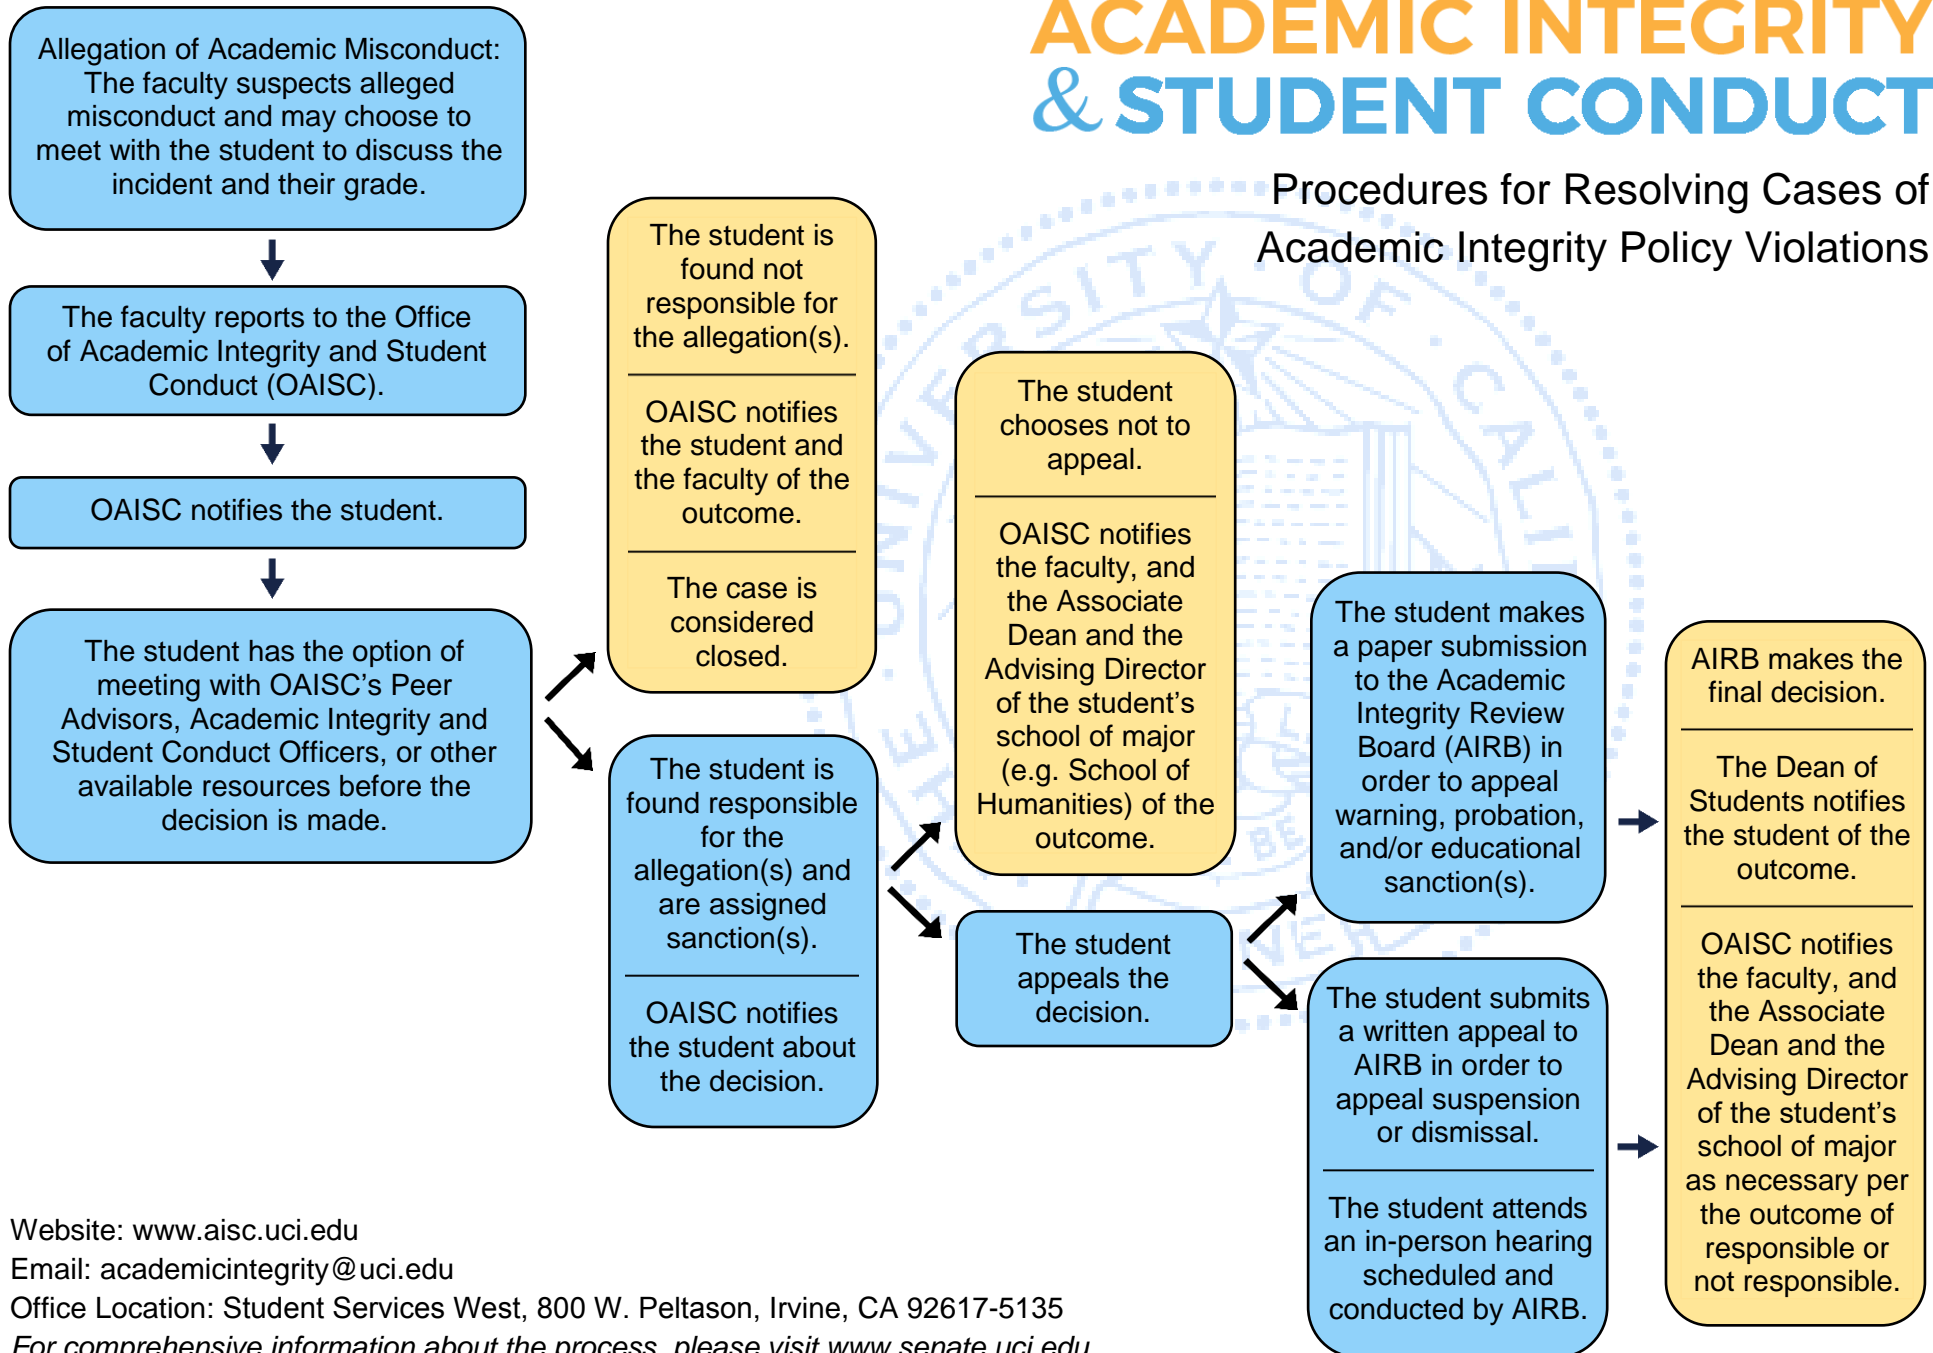 ACADEMIC INTEGRITY
& STUDENT CONDUCT
Procedures for Resolving Cases of
Academic Integrity Policy Violations
Allegation of Academic Misconduct:
The faculty suspects alleged
misconduct and may choose to
meet with the student to discuss the
incident and their grade.
The faculty reports to the Office
of Academic Integrity and Student
Conduct (OAISC).
OAISC notifies the student.
The student has the option of
meeting with OAISC’s Peer
Advisors, Academic Integrity and
Student Conduct Officers, or other
available resources before the
decision is made.
The student is
found not
responsible for
the allegation(s).
OAISC notifies
the student and
the faculty of the
outcome.
The case is
considered
closed.
The student is
found responsible
for the
allegation(s) and
are assigned
sanction(s).
OAISC notifies
the student about
the decision.
The student
chooses not to
appeal.
OAISC notifies
the faculty, and
the Associate
Dean and the
Advising Director
of the student’s
school of major
(e.g. School of
Humanities) of the
outcome.
The student
appeals the
decision.
The student makes
a paper submission
to the Academic
Integrity Review
Board (AIRB) in
order to appeal
warning, probation,
and/or educational
sanction(s).
The student submits
a written appeal to
AIRB in order to
appeal suspension
or dismissal.
The student attends
an in-person hearing
scheduled and
conducted by AIRB.
AIRB makes the
final decision.
The Dean of
Students notifies
the student of the
outcome.
OAISC notifies
the faculty, and
the Associate
Dean and the
Advising Director
of the student’s
school of major
as necessary per
the outcome of
responsible or
not responsible.
Website: www.aisc.uci.edu
Email: academicintegrity@uci.edu
Office Location: Student Services West, 800 W. Peltason, Irvine, CA 92617-5135
For comprehensive information about the process, please visit www.senate.uci.edu